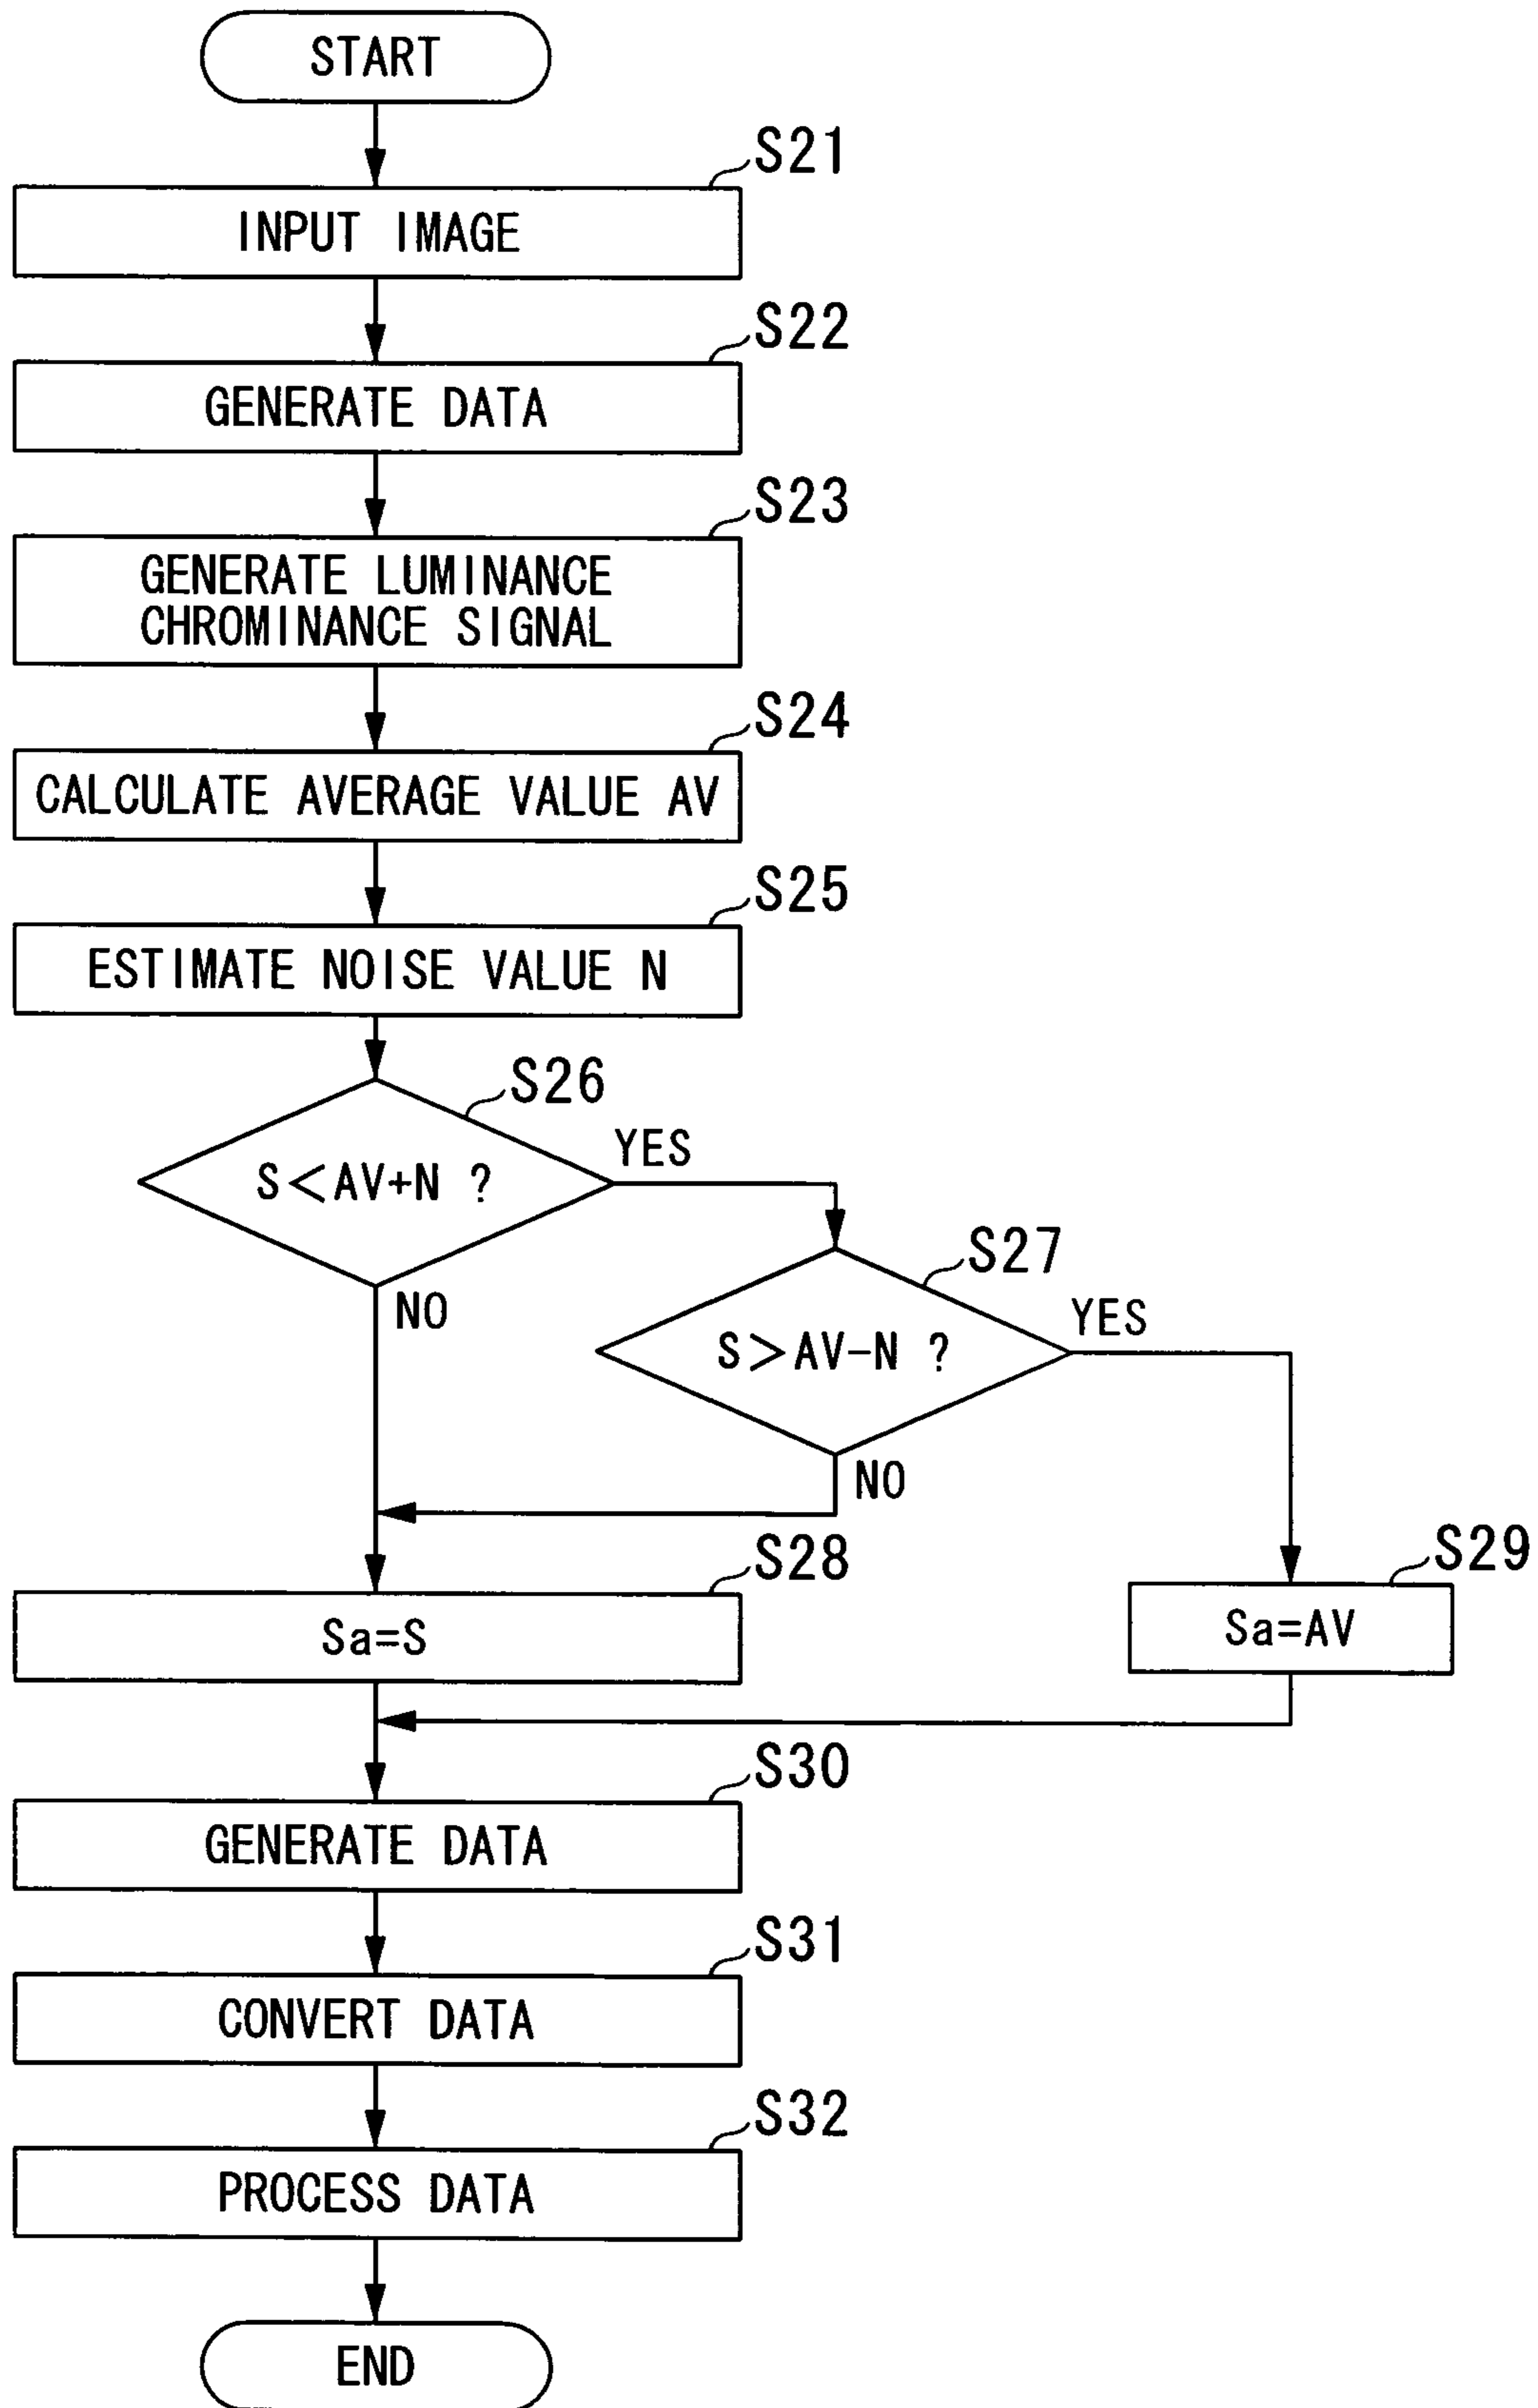 START
S21
INPUT IMAGE
S22
GENERATE DATA
S23
GENERATE LUMINANCE
CHROMINANCE SIGNAL
S24
CALCULATE AVERAGE VALUE AV
S25
ESTIMATE NOISE VALUE N
S26
S<AV+N ?
YES
NO
S27
S>AV-N ?
YES
NO
S28
Sa=S
S29
Sa=AV
S30
GENERATE DATA
S31
CONVERT DATA
S32
PROCESS DATA
END